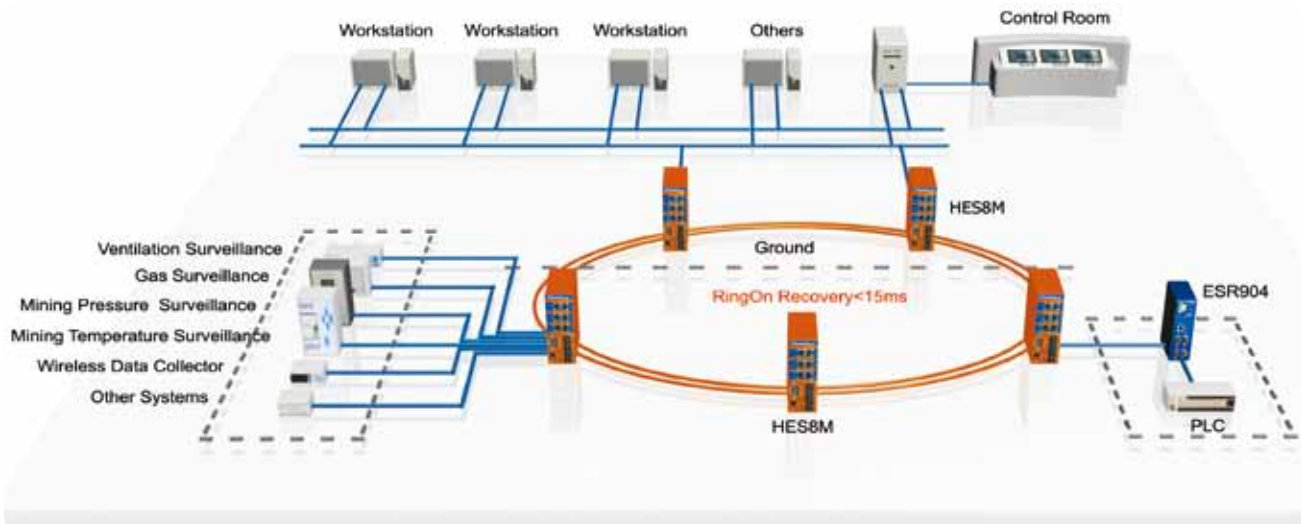 Control Room
Workstation
Workstation
Workstation
Others
HES8M
Ventilation Surveillance
Ground
Gas Surveillance
RingOn Recovery<15ms
ESR904
Mining Pressure Surveillance
Mining Temperature Surveillance
Wireless Data Collector
Other Systems
HES8M
PLC